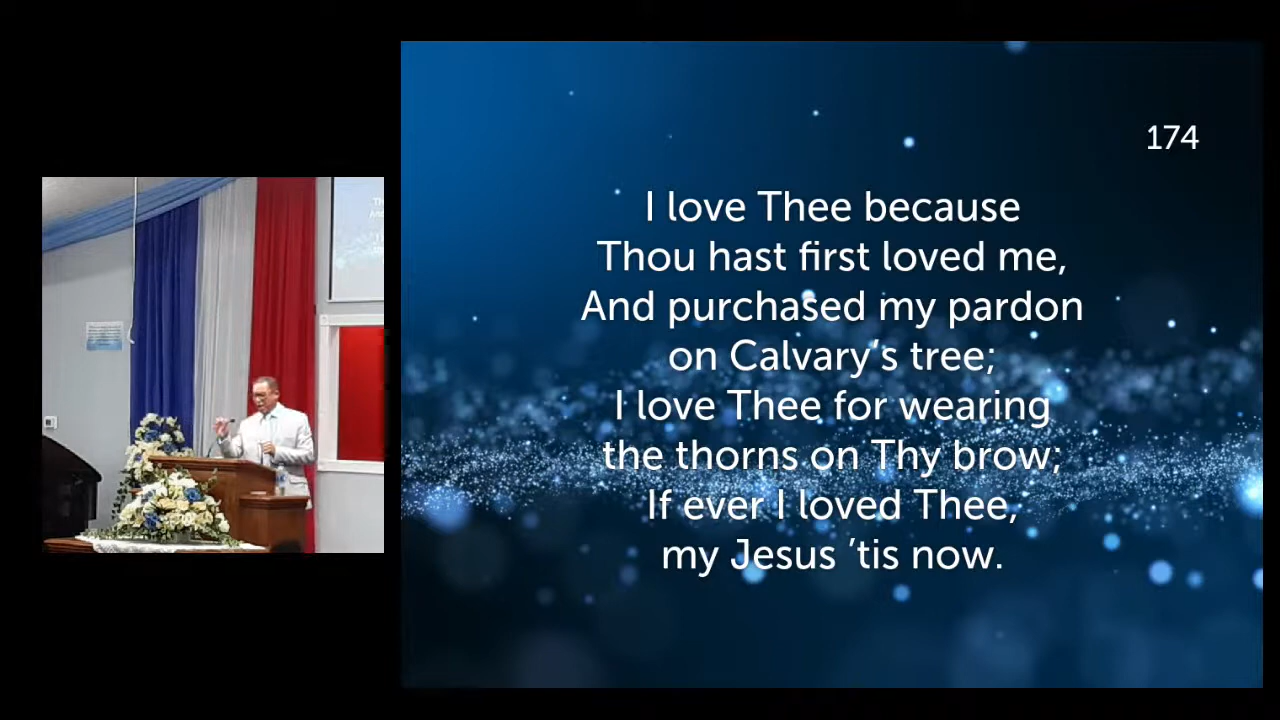 174
I love Thee because
Thou hast first loved me,
And purchased my pardon
on Calvary’s tree;
I love Thee for wearing
the thorns on Thy brow;
If ever I loved Thee,
my Jesus ’tis now.